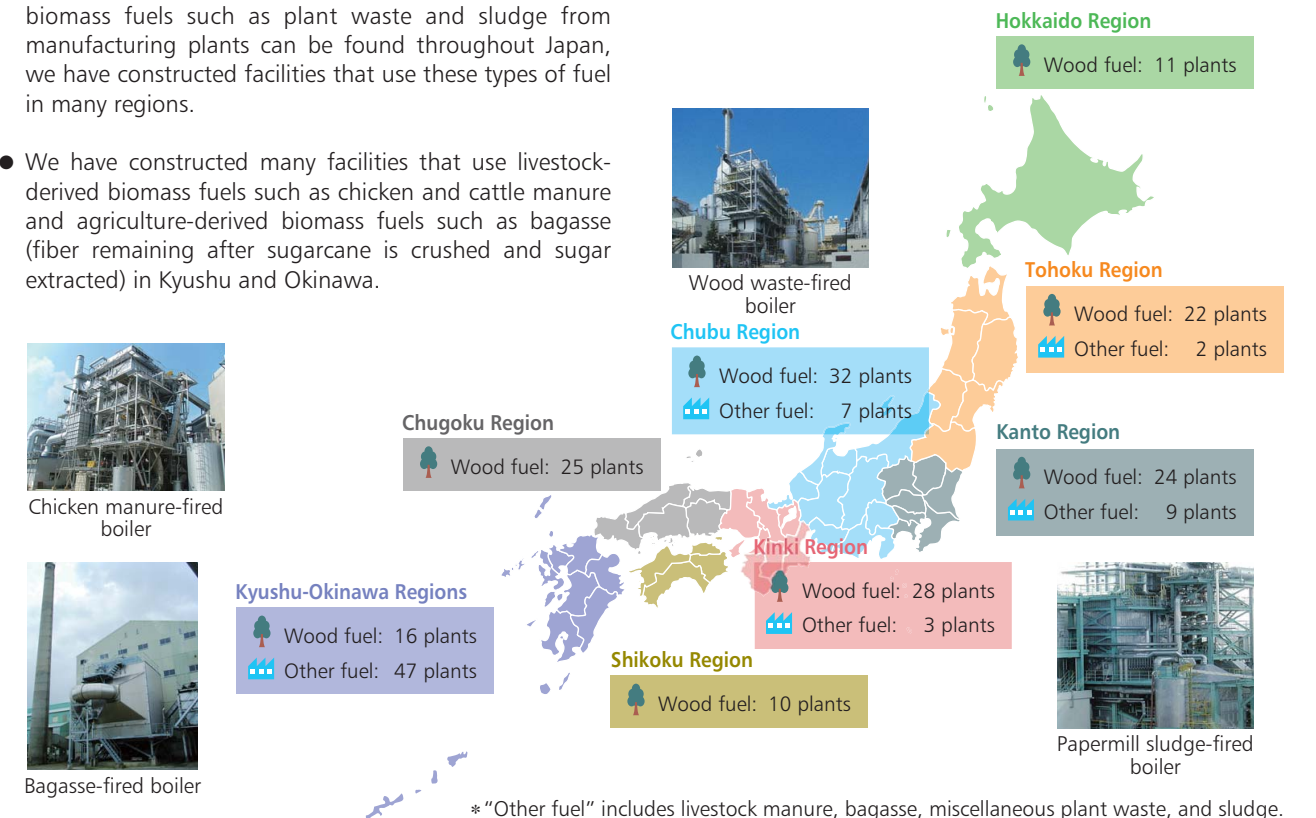 biomass fuels such as plant waste and sludge from
manufacturing plants can be found throughout Japan,
we have constructed facilities that use these types of fuel
in many regions.
● We have constructed many facilities that use livestock-
derived biomass fuels such as chicken and cattle manure
and agriculture-derived biomass fuels such as bagasse
(fiber remaining after sugarcane is crushed and sugar
extracted) in Kyushu and Okinawa.
Chicken manure-fired
boiler
Bagasse-fired boiler
Wood waste-fired
boiler
Hokkaido Region
Wood fuel: 11 plants
Tohoku Region
Wood fuel: 22 plants
Other fuel: 2 plants
Chubu Region
Wood fuel: 32 plants
Other fuel: 7 plants
Chugoku Region
Wood fuel: 25 plants
Kanto Region
Wood fuel: 24 plants
Other fuel: 9 plants
Kinki Region
Wood fuel: 28 plants
Other fuel: 3 plants
Kyushu-Okinawa Regions
Wood fuel: 16 plants
Other fuel: 47 plants
Shikoku Region
Wood fuel: 10 plants
Papermill sludge-fired
boiler
* "Other fuel" includes livestock manure, bagasse, miscellaneous plant waste, and sludge.